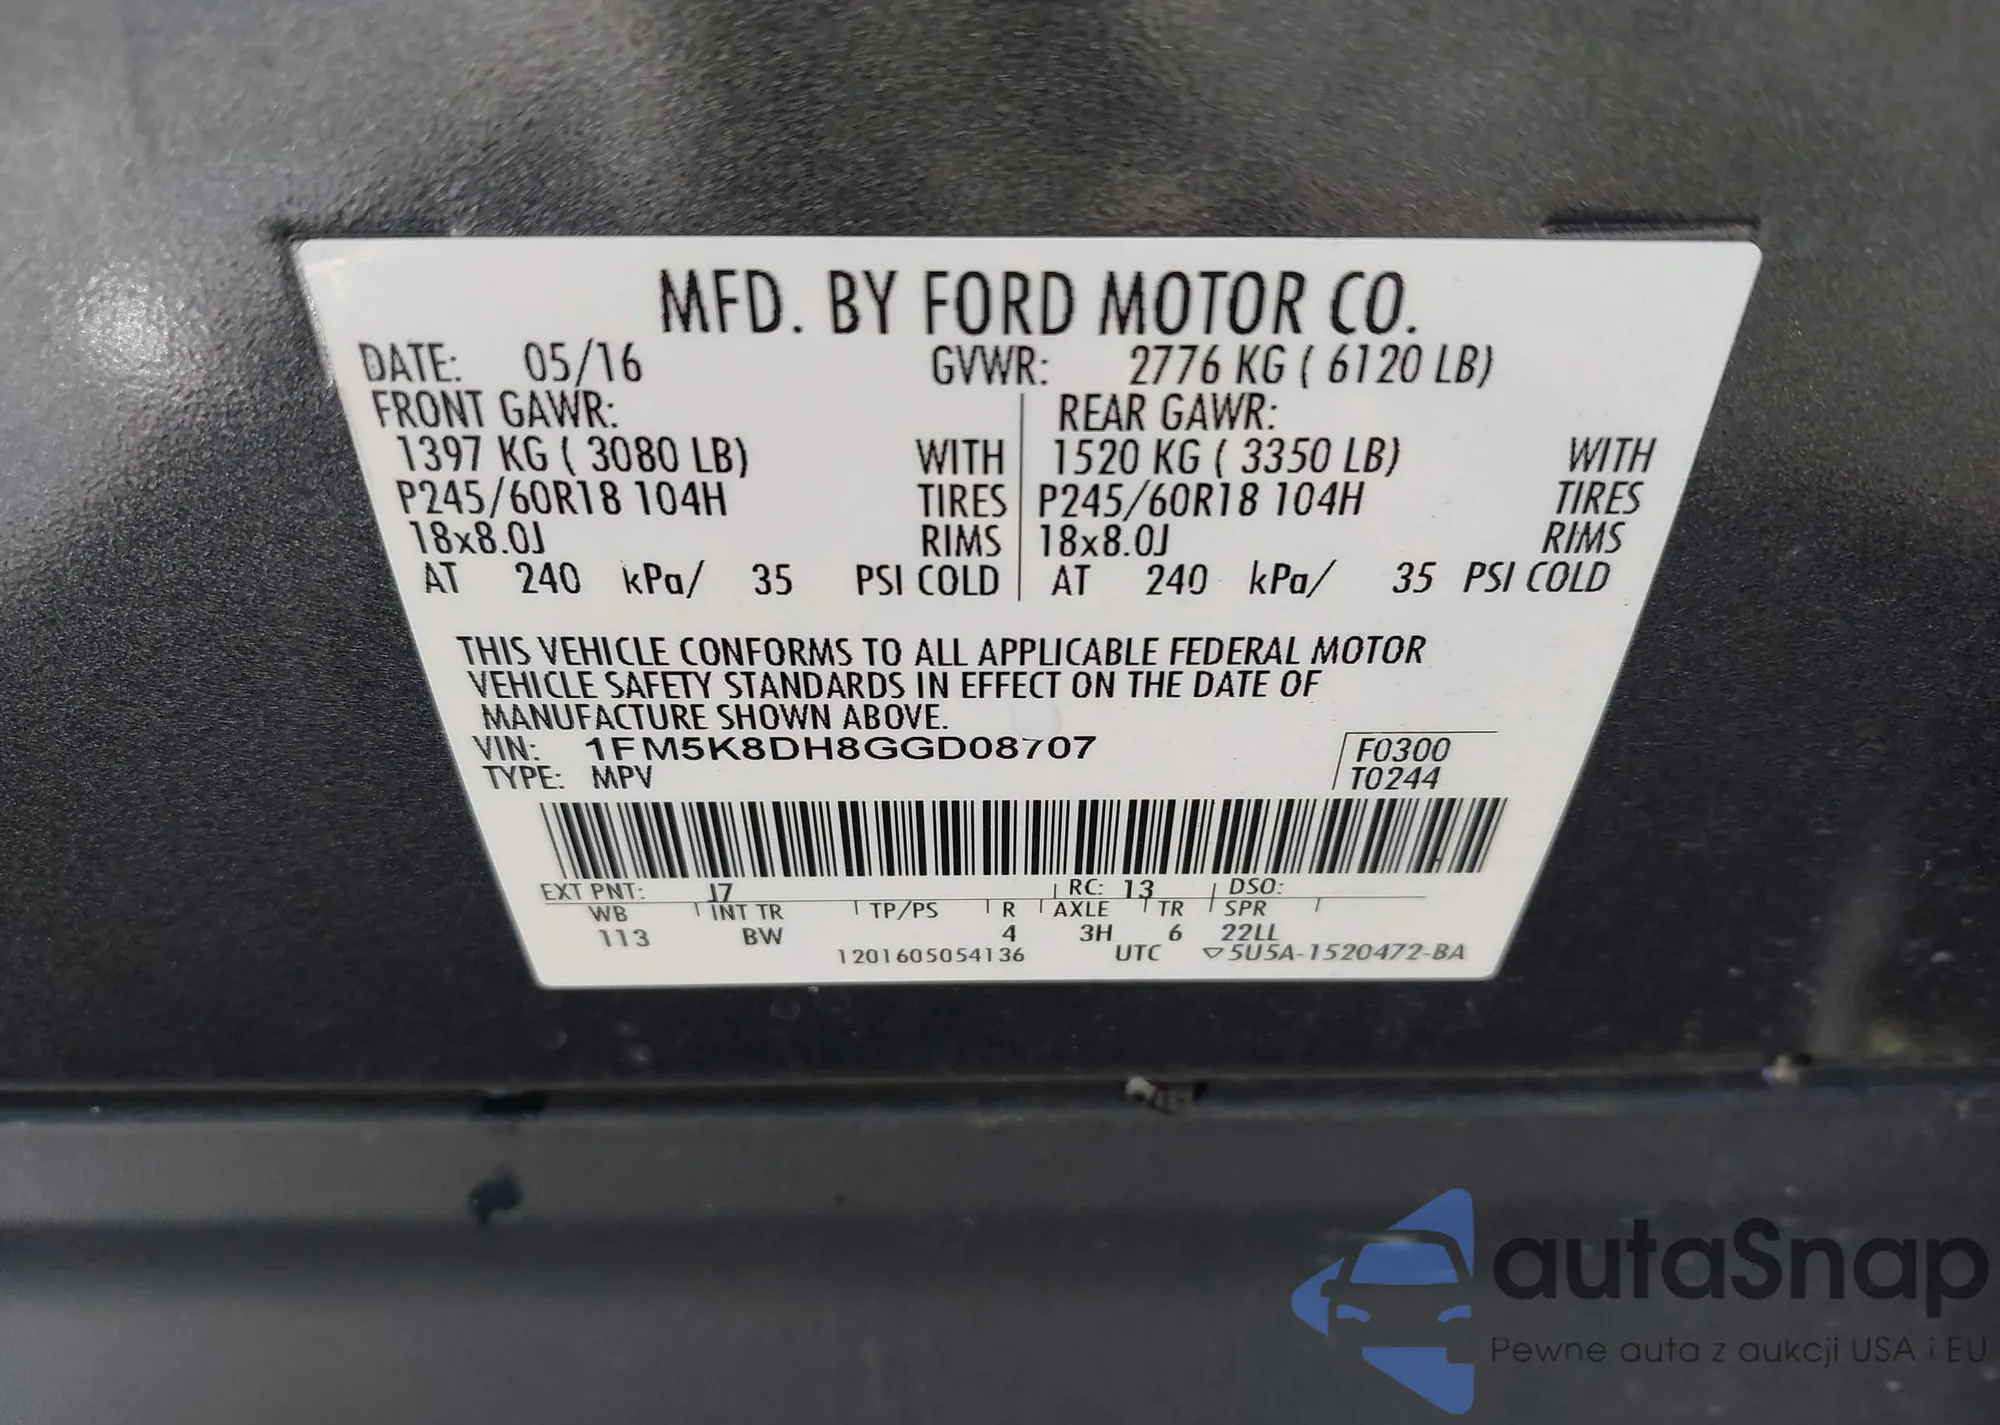 MFD. BY FORD MOTOR CO.
DATE: 05/16 GVWR: 2776 KG ( 6120 LB)
FRONT GAWR: REAR GAWR:
1397 KG ( 3080 LB) WITH 1520 KG ( 3350 LB) WITH
P245/60R18 104H TIRES P245/60R18 104H TIRES
18x8.0J RIMS 18x8.0J RIMS
AT 240 kPa/ 35 PSI COLD AT 240 kPa/ 35 PSI COLD
THIS VEHICLE CONFORMS TO ALL APPLICABLE FEDERAL MOTOR
VEHICLE SAFETY STANDARDS IN EFFECT ON THE DATE OF
MANUFACTURE SHOWN ABOVE.
VIN: 1FM5K8DH8GGD08707 F0300
TYPE: MPV T0244
EXT PNT: J7 RC: 13 DSO:
WB INT TR TP/PS R AXLE TR SPR
113 BW 4 3H 6 22LL
1201605054136 UTC ▽5U5A-1520472-BA
autaSnap
Pewne auta z aukcji USA i EU